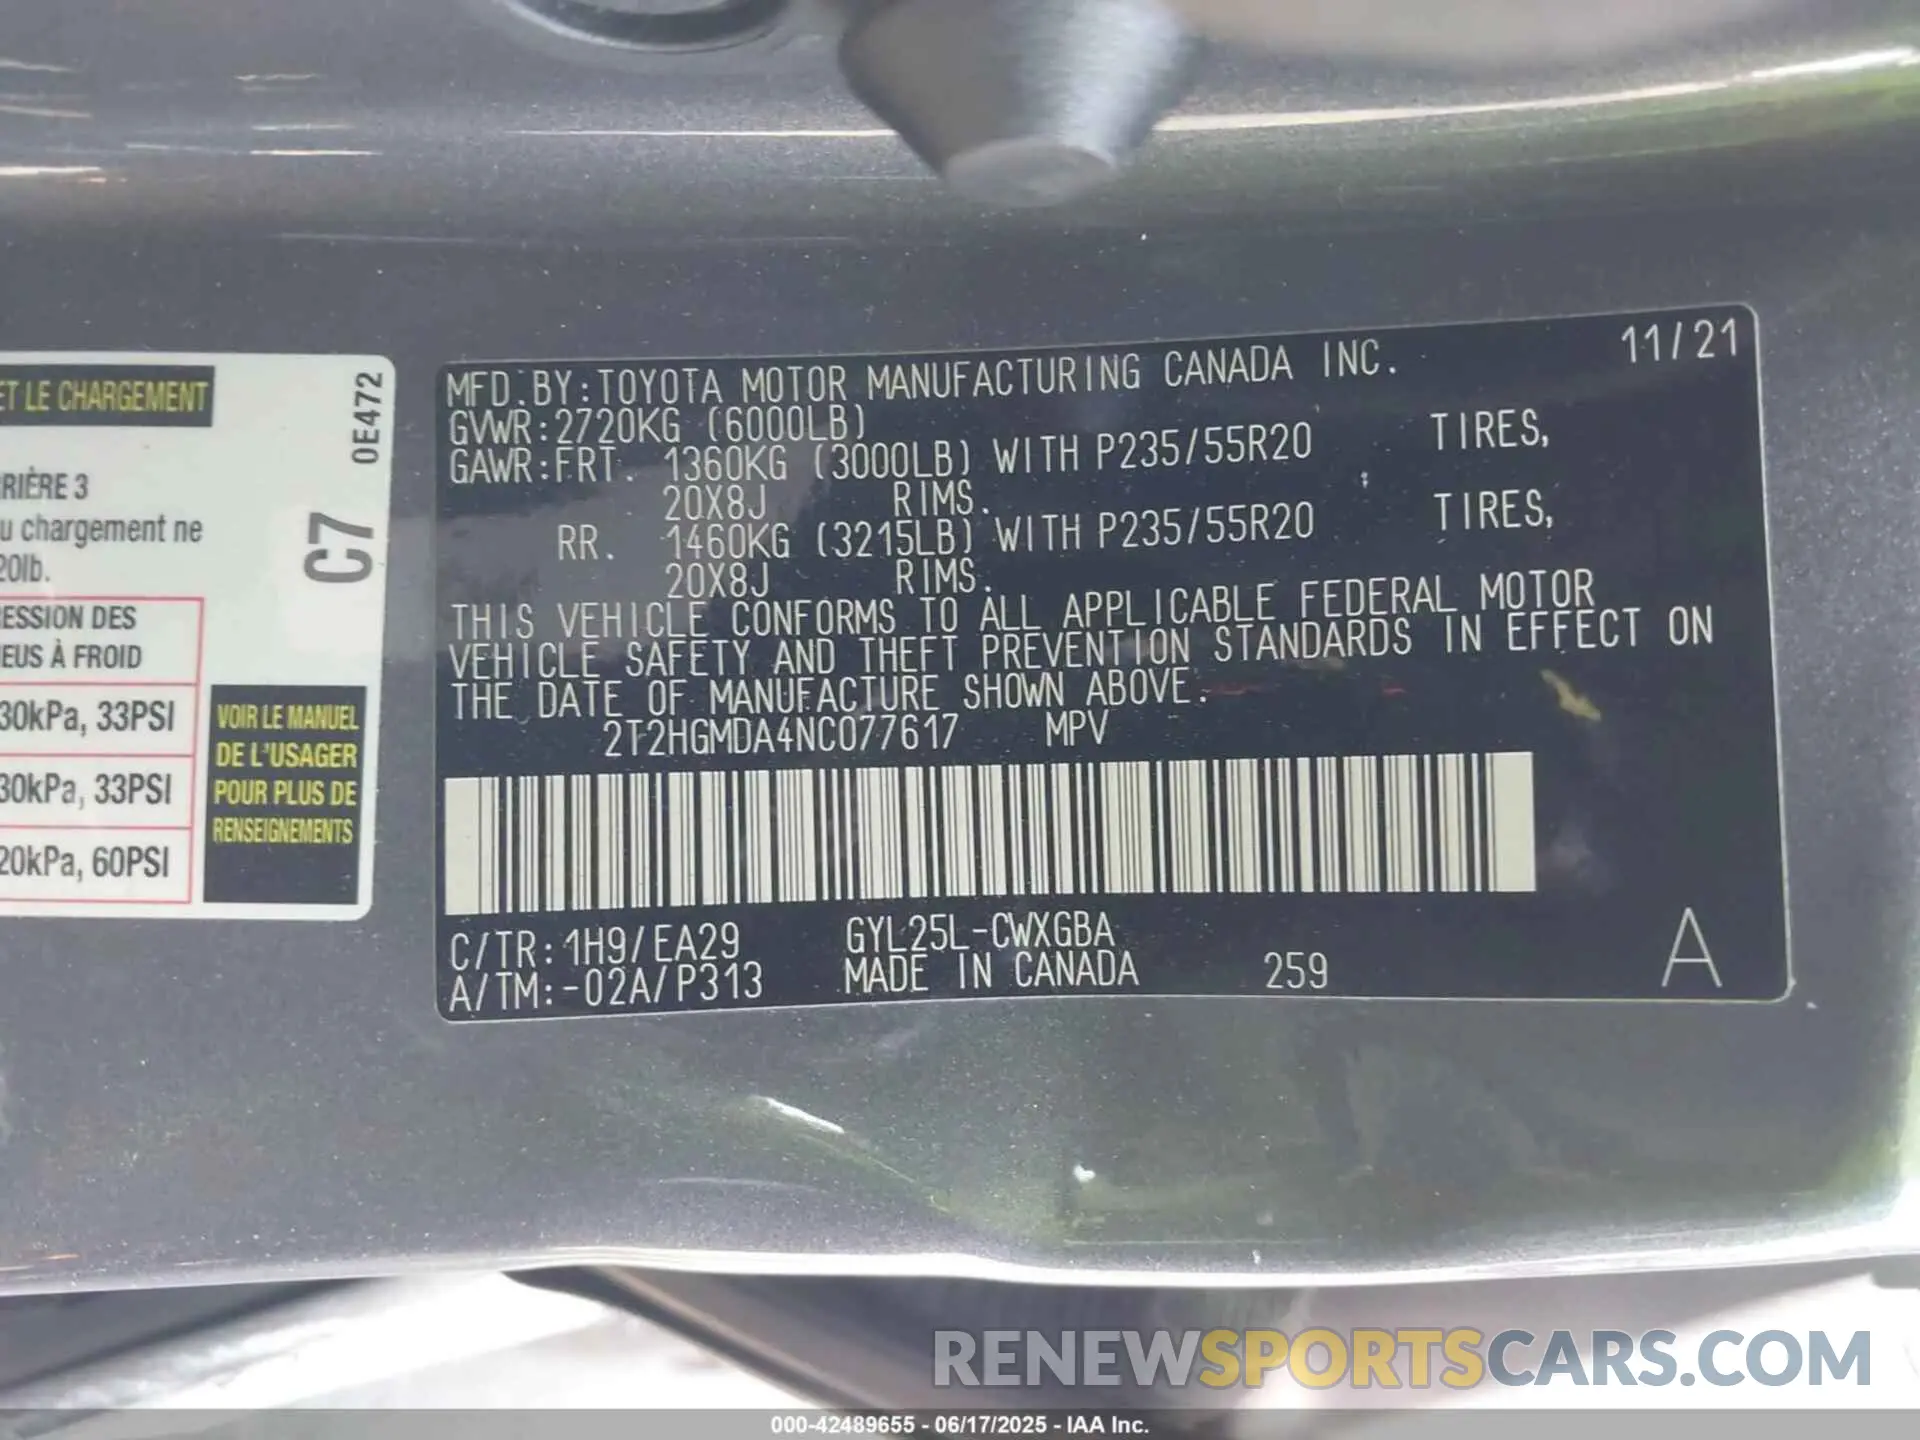 ET LE CHARGEMENT
0E472
RIÈRE 3
u chargement ne
20lb.
C7
ESSION DES
EUS À FROID
30kPa, 33PSI
30kPa, 33PSI
20kPa, 60PSI
VOIR LE MANUEL
DE L'USAGER
POUR PLUS DE
RENSEIGNEMENTS
11/21
MFD. BY: TOYOTA MOTOR MANUFACTURING CANADA INC.
GVWR: 2720KG (6000LB)
GAWR: FRT. 1360KG (3000LB) WITH P235/55R20 TIRES,
20X8J RIMS.
RR. 1460KG (3215LB) WITH P235/55R20 TIRES,
20X8J RIMS.
THIS VEHICLE CONFORMS TO ALL APPLICABLE FEDERAL MOTOR
VEHICLE SAFETY AND THEFT PREVENTION STANDARDS IN EFFECT ON
THE DATE OF MANUFACTURE SHOWN ABOVE.
2T2HGMDA4NC077617 MPV
C/TR: 1H9/EA29 GYL25L-CWXGBA
A/TM: -02A/P313 MADE IN CANADA 259 A
RENEWSPORTSCARS.COM
000-42489655 - 06/17/2025 - IAA Inc.